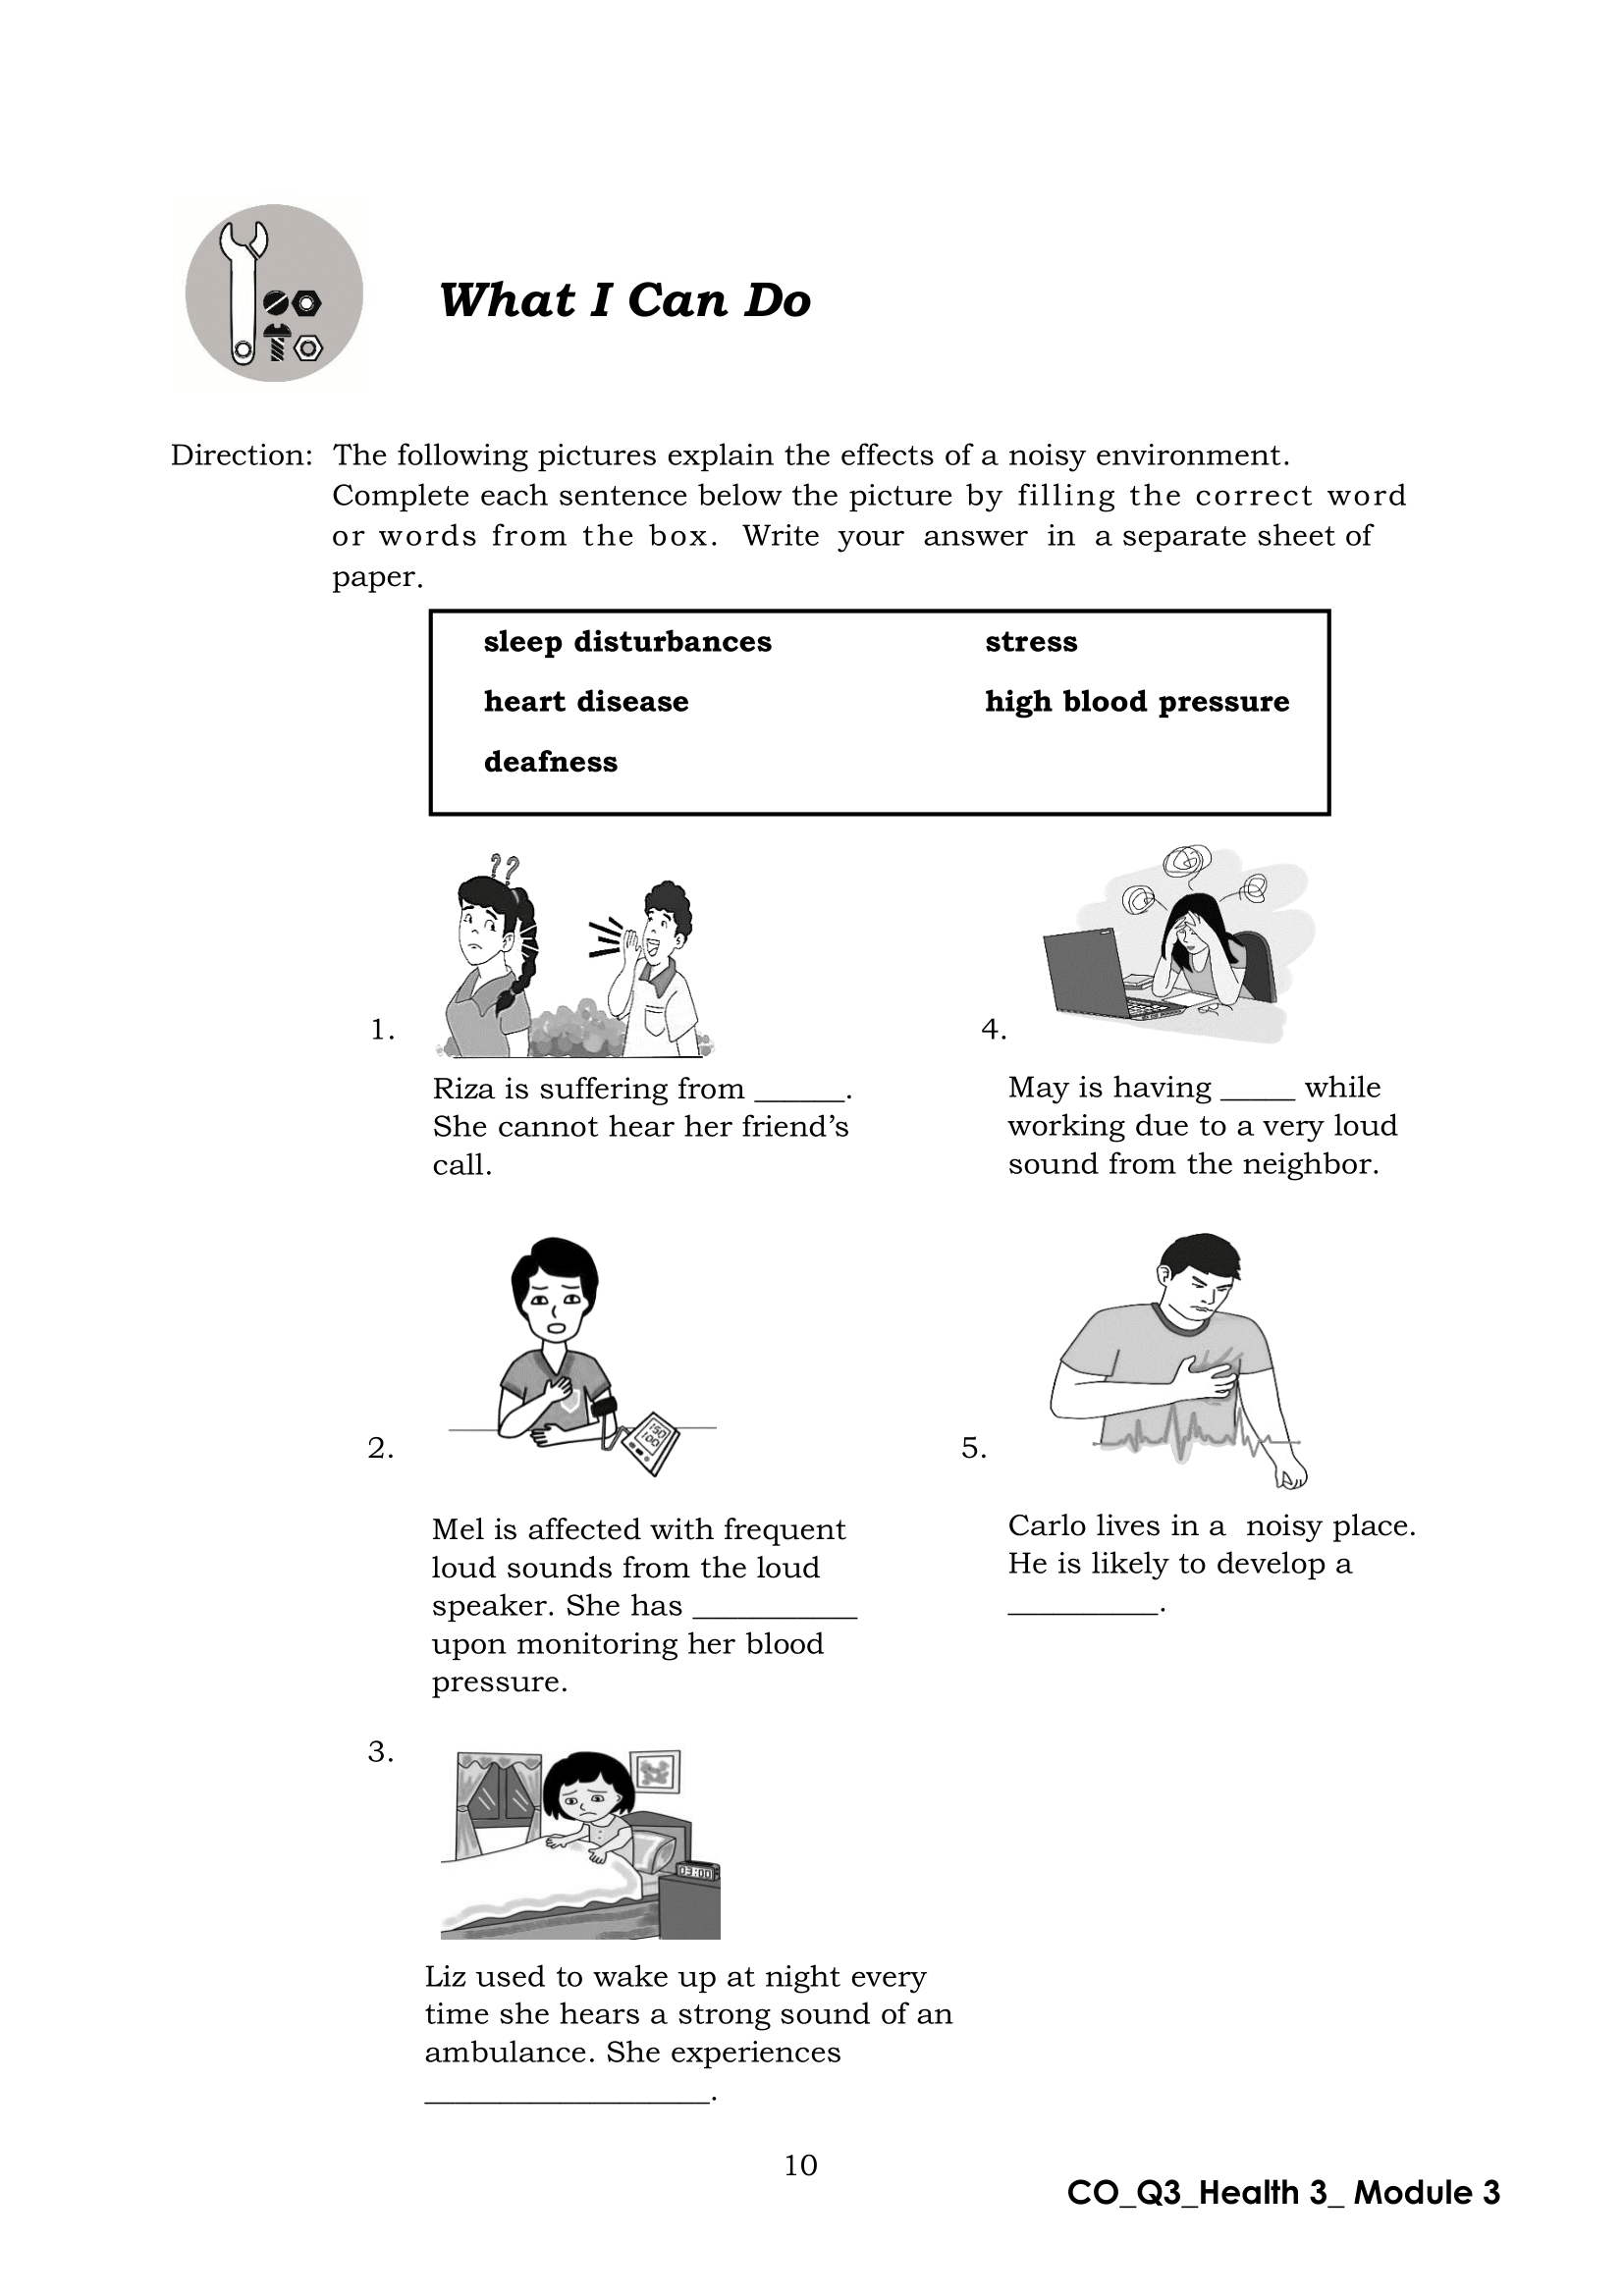 What I Can Do
Direction: The following pictures explain the effects of a noisy environment.
Complete each sentence below the picture by filling the correct word
or words from the box. Write your answer in a separate sheet of
paper.
sleep disturbances stress
heart disease high blood pressure
deafness
? ?
1.
Riza is suffering from ______.
She cannot hear her friend’s
call.
2.
150
100
Mel is affected with frequent
loud sounds from the loud
speaker. She has ___________
upon monitoring her blood
pressure.
3.
03:00
Liz used to wake up at night every
time she hears a strong sound of an
ambulance. She experiences
___________________.
4.
May is having _____ while
working due to a very loud
sound from the neighbor.
5.
Carlo lives in a noisy place.
He is likely to develop a
__________.
10
CO_Q3_Health 3_ Module 3